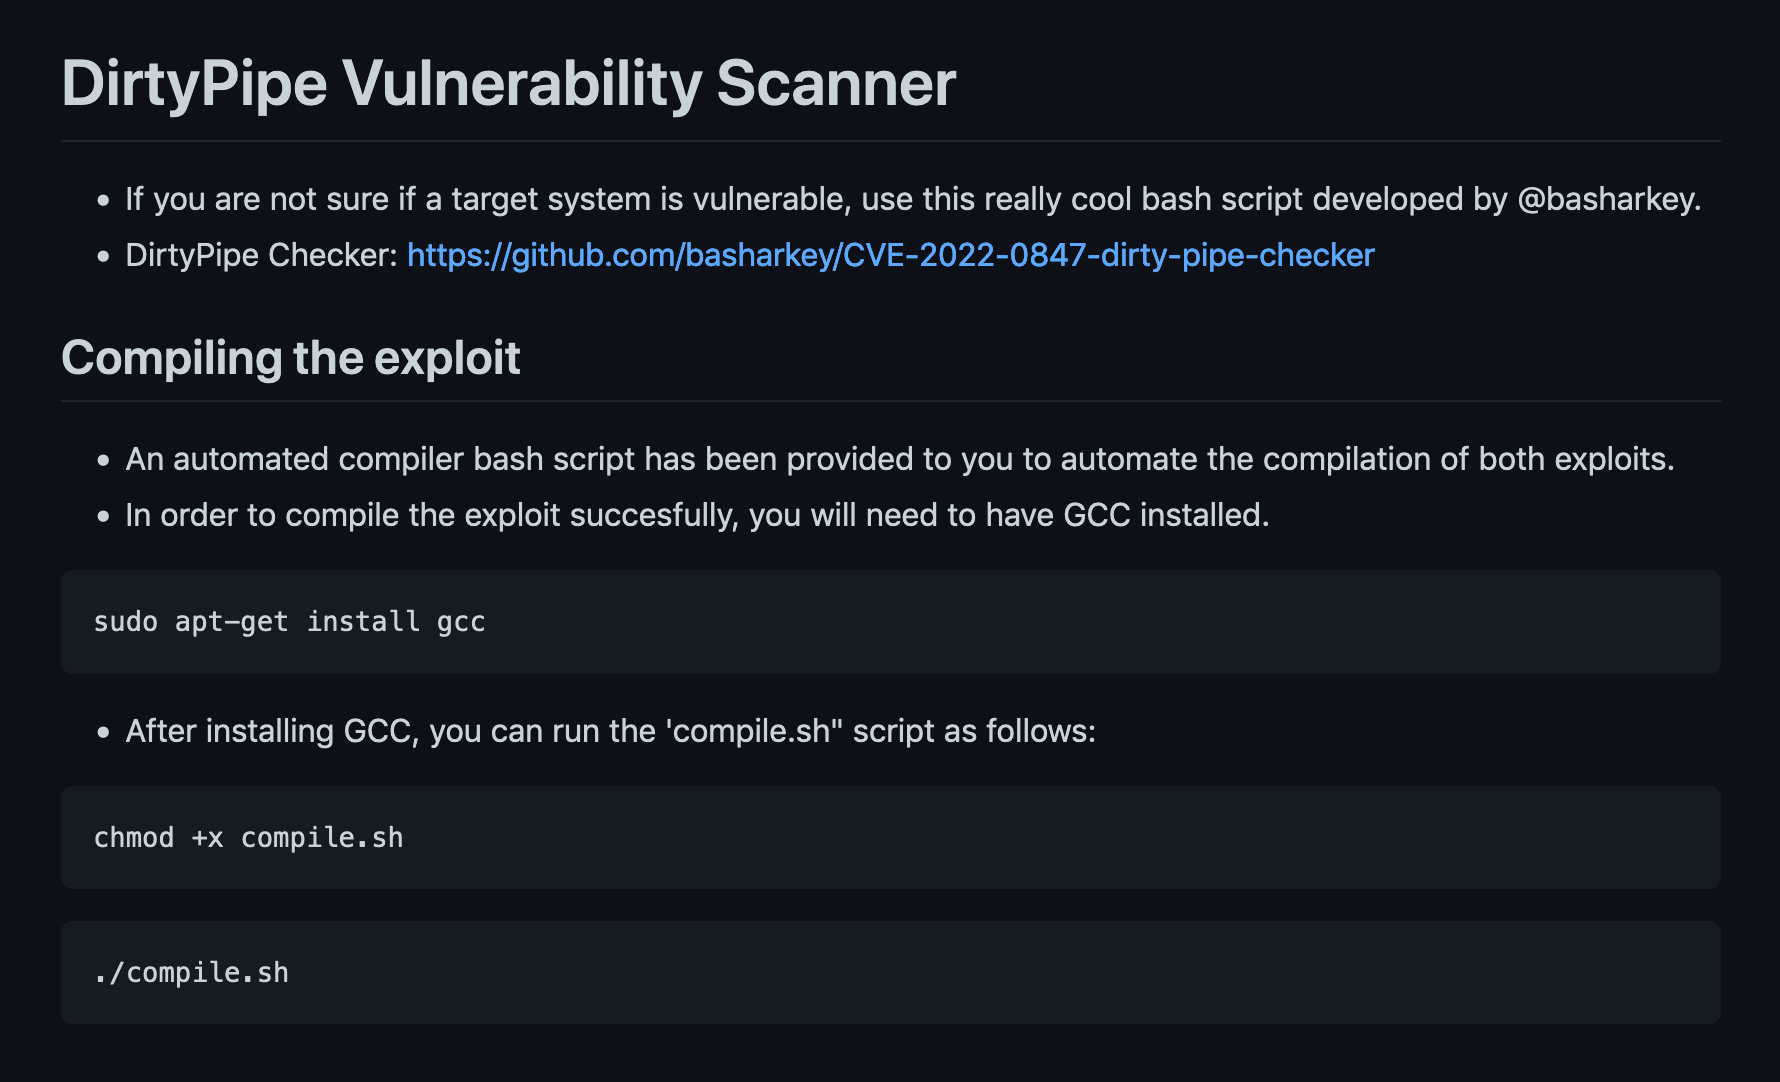 DirtyPipe Vulnerability Scanner
• If you are not sure if a target system is vulnerable, use this really cool bash script developed by @basharkey.
• DirtyPipe Checker: https://github.com/basharkey/CVE-2022-0847-dirty-pipe-checker
Compiling the exploit
• An automated compiler bash script has been provided to you to automate the compilation of both exploits.
• In order to compile the exploit succesfully, you will need to have GCC installed.
sudo apt-get install gcc
• After installing GCC, you can run the 'compile.sh" script as follows:
chmod +x compile.sh
./compile.sh